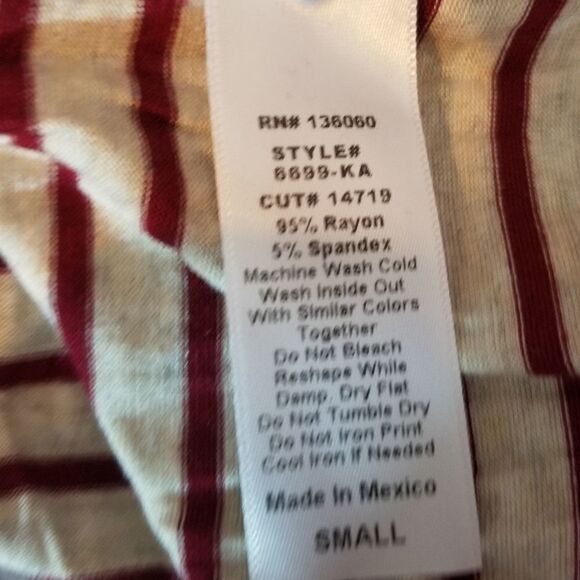 RN# 136060
STYLE#
6699-KA
CUT# 14719
95% Rayon
5% Spandex
Machine Wash Cold
Wash Inside Out
With Similar Colors
Together
Do Not Bleach
Reshape While
Damp, Dry Flat
Do Not Tumble Dry
Do Not Iron Print
Cool Iron If Needed
Made In Mexico
SMALL